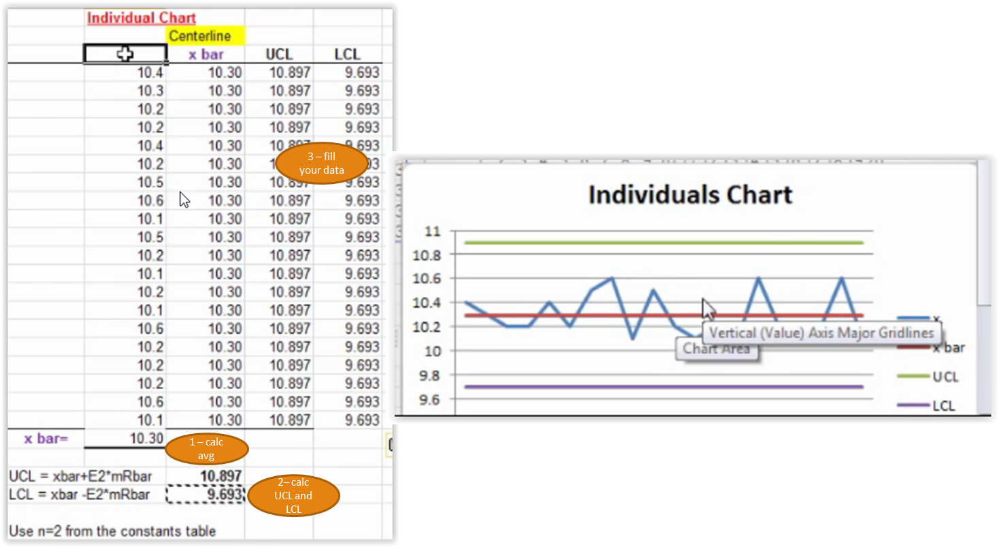 Individual Chart
Centerline
x bar UCL LCL
10.4 10.30 10.897 9.693
10.3 10.30 10.897 9.693
10.2 10.30 10.897 9.693
10.2 10.30 10.897 9.693
10.4 10.30 10.897 9.693
10.2 10.30
10.5 10.30 10.897 9.693
10.6 10.30 10.897 9.693
10.1 10.30 10.897 9.693
10.5 10.30 10.897 9.693
10.2 10.30 10.897 9.693
10.1 10.30 10.897 9.693
10.2 10.30 10.897 9.693
10.1 10.30 10.897 9.693
10.6 10.30 10.897 9.693
10.2 10.30 10.897 9.693
10.2 10.30 10.897 9.693
10.2 10.30 10.897 9.693
10.6 10.30 10.897 9.693
10.1 10.30 10.897 9.693
x bar= 10.30
3 – fill
your data
1 – calc
avg
UCL = xbar+E2*mRbar 10.897
LCL = xbar -E2*mRbar 9.693
2– calc
UCL and
LCL
Use n=2 from the constants table
Individuals Chart
11
10.8
10.6
10.4
10.2
10
9.8
9.6
Vertical (Value) Axis Major Gridlines
Chart Area
x
x bar
UCL
LCL